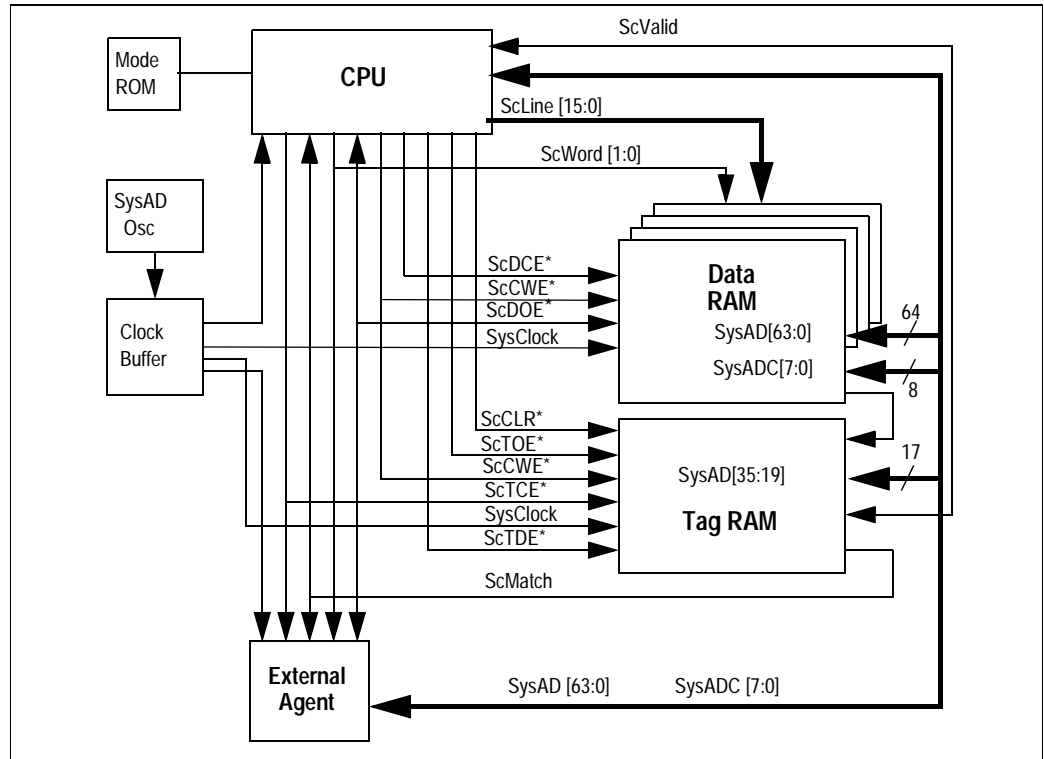 ScValid
Mode
ROM
CPU
ScLine [15:0]
ScWord [1:0]
SysAD
Osc
ScDCE*
ScCWE*
ScDOE*
SysClock
Data
RAM
SysAD[63:0]
SysADC[7:0]
64
8
Clock
Buffer
ScCLR*
ScTOE*
ScCWE*
ScTCE*
SysClock
ScTDE*
SysAD[35:19]
Tag RAM
17
ScMatch
External
Agent
SysAD [63:0]
SysADC [7:0]